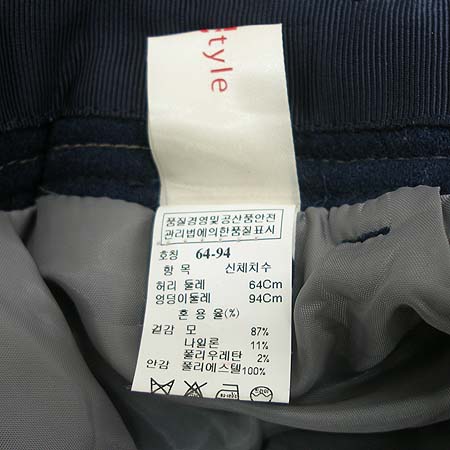 Style
품질경영및공산품안전
관리법에의한품질표시
호칭 64-94
항 목 신체치수
허리 둘레 64Cm
엉덩이둘레 94Cm
혼 용 율(%)
겉감 모 87%
나일론 11%
폴리우레탄 2%
안감 폴리에스텔100%